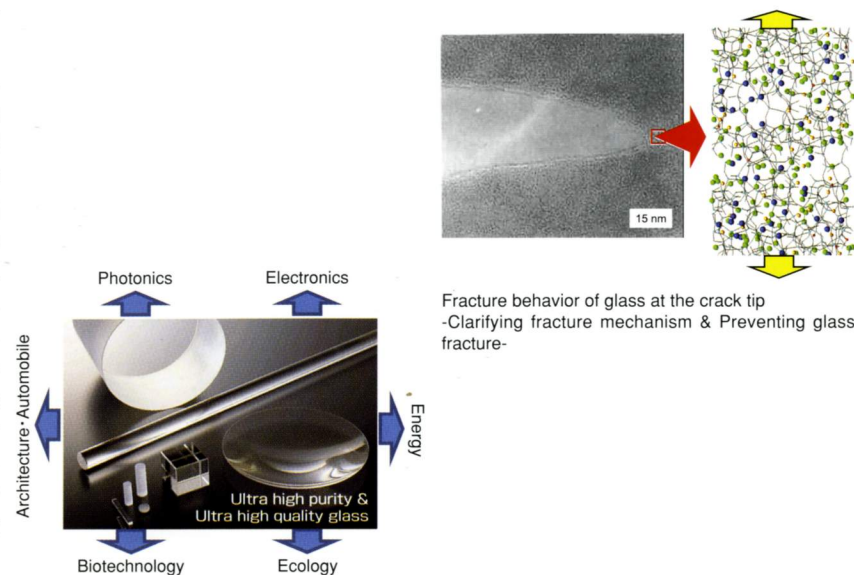 15 nm
Fracture behavior of glass at the crack tip
-Clarifying fracture mechanism & Preventing glass
fracture-
Photonics
Electronics
Architecture・Automobile
Energy
Ultra high purity &
Ultra high quality glass
Biotechnology
Ecology